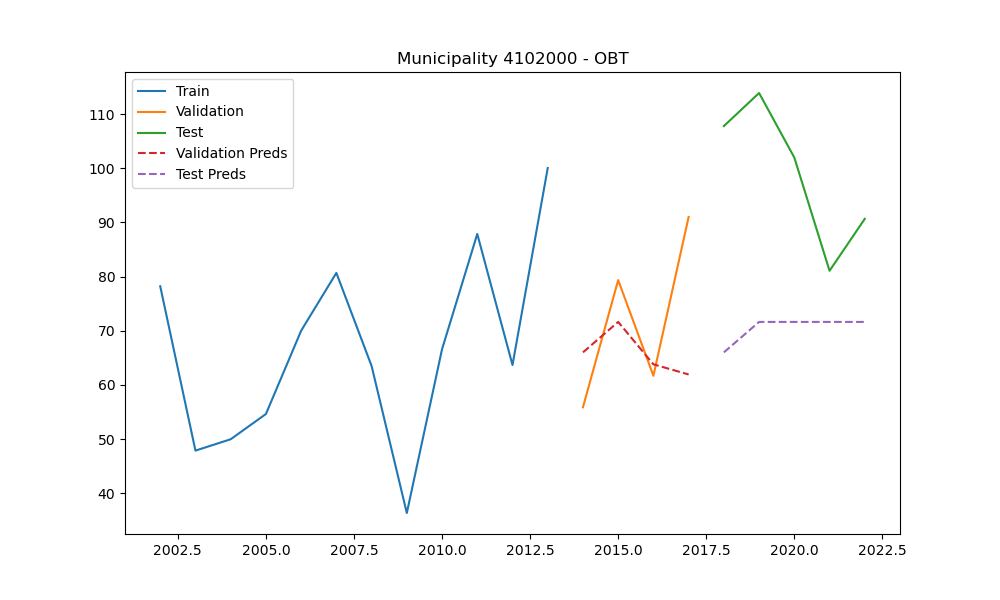 Municipality 4102000 - OBT
Train
Validation
Test
Validation Preds
Test Preds
110
100
90
80
70
60
50
40
2002.5 2005.0 2007.5 2010.0 2012.5 2015.0 2017.5 2020.0 2022.5